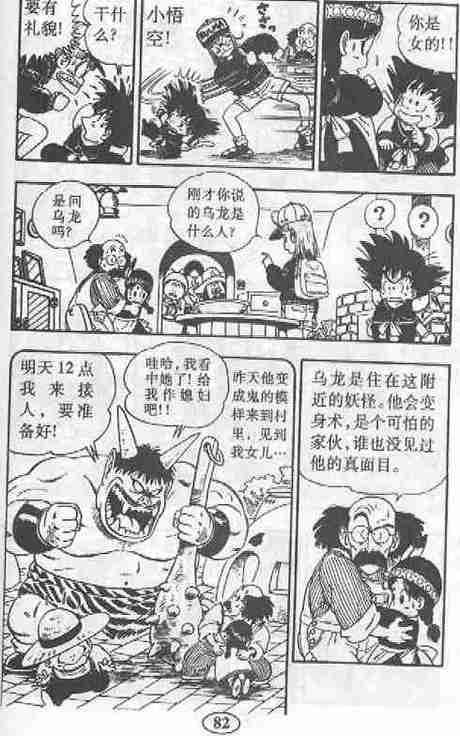 你是
女的!!
小悟
空!
干什
么?
要有
礼貌!
?
?
刚才你说
的乌龙是
什么人?
是问
乌龙
吗?
乌龙是住在这附
近的妖怪。他会变
身术，是个可怕的
家伙，谁也没见过
他的真面目。
昨天他变
成鬼的模
样来到村
里，见到
我女儿…
哇哈，我看
中她了! 给
我作媳妇
吧!!
明天12点
我来接
人，要准
备好!
82